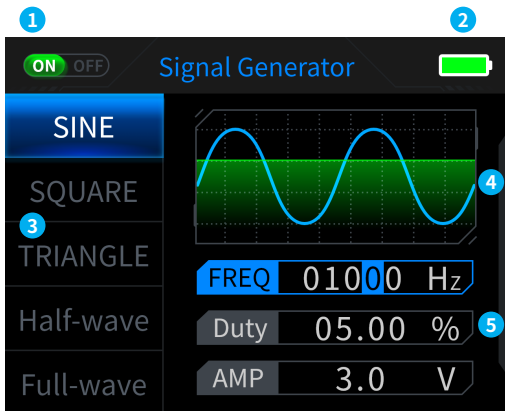 1
2
ON OFF
Signal Generator
SINE
SQUARE
3
TRIANGLE
Half-wave
Full-wave
4
FREQ 01000 Hz
Duty 05.00 %
5
AMP 3.0 V